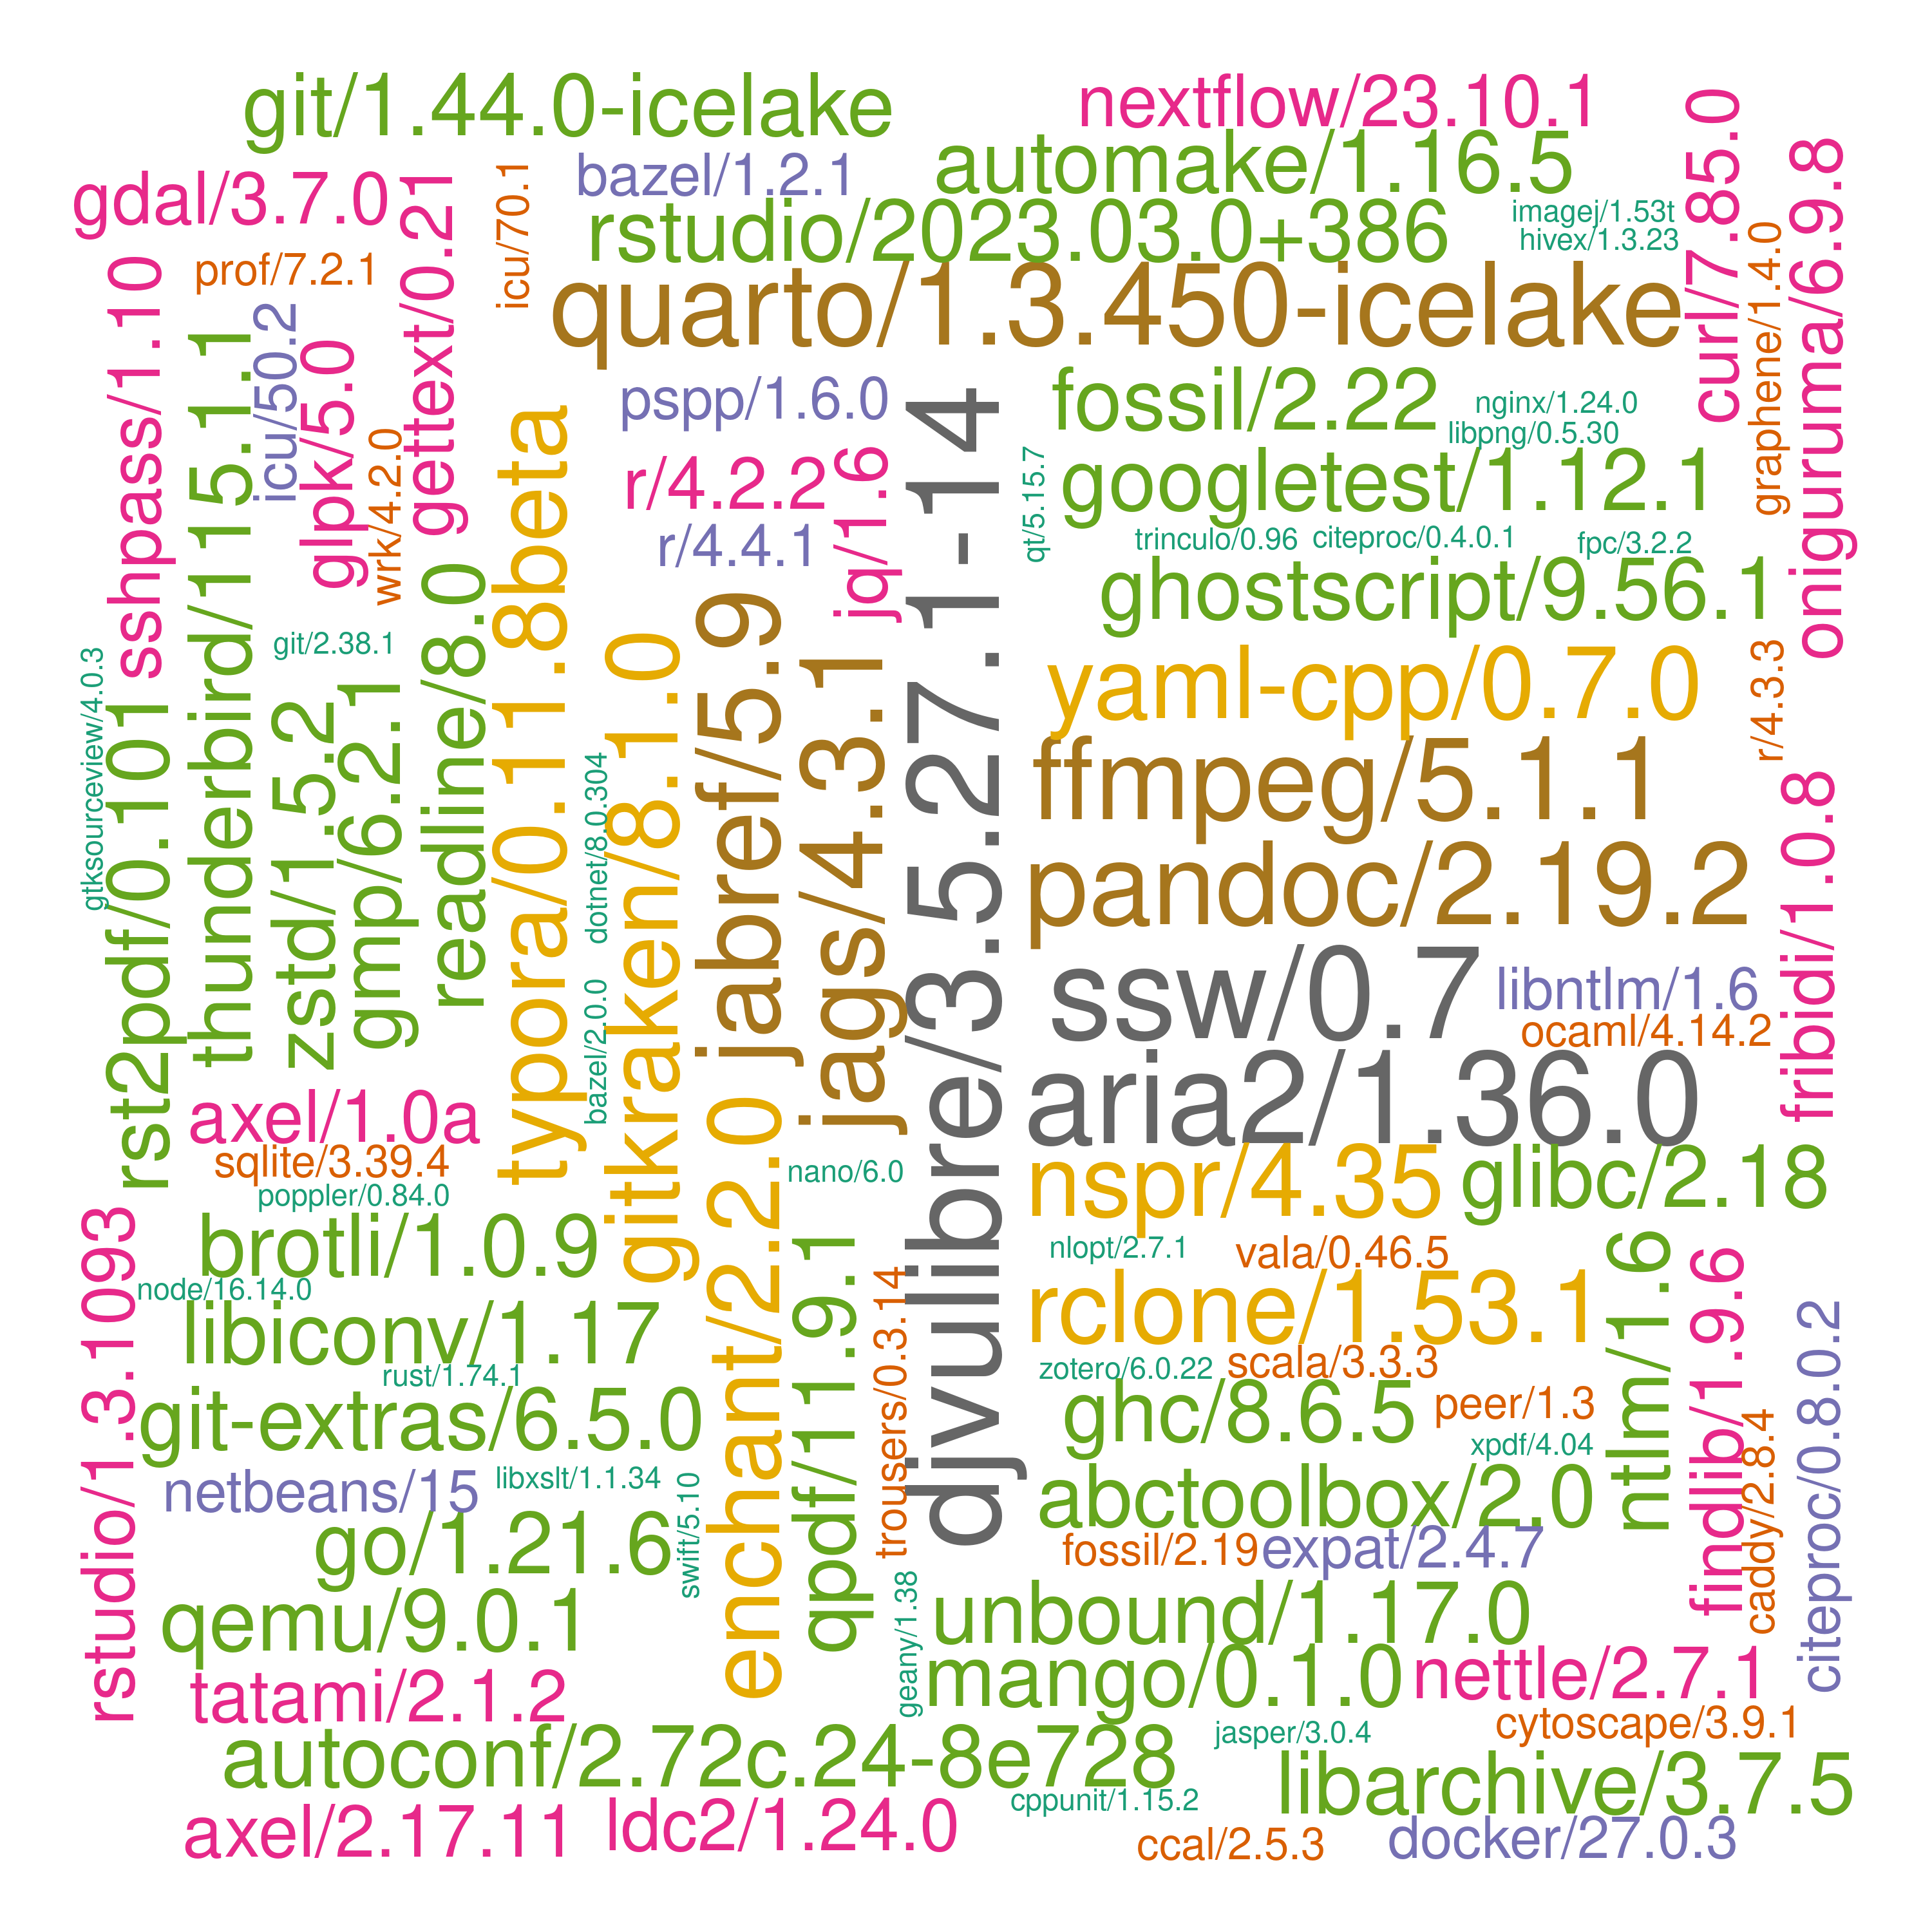 git/1.44.0-icelake
nextflow/23.10.1
automake/1.16.5
bazel/1.2.1
gdal/3.7.0
gettext/0.21
icu/70.1
rstudio/2023.03.0+386
imagej/1.53t
hivex/1.3.23
curl/7.85.0
graphene/1.4.0
oniguruma/6.9.8
prof/7.2.1
quarto/1.3.450-icelake
sshpass/1.10
thunderbird/115.1.1
icu/50.2
glpk/5.0
wrk/4.2.0
pspp/1.6.0
fossil/2.22
nginx/1.24.0
libpng/0.5.30
r/4.2.2
jq/1.6
qt/5.15.7
googletest/1.12.1
r/4.4.1
trinculo/0.96
citeproc/0.4.0.1
fpc/3.2.2
ghostscript/9.56.1
git/2.38.1
gtksourceview/4.0.3
rst2pdf/0.101
zstd/1.5.2
gmp/6.2.1
readline/8.0
typora/0.11.18beta
dotnet/8.0.304
gitkraken/8.1.0
jabref/5.9
jags/4.3.1
djvulibre/3.5.27.1-14
yaml-cpp/0.7.0
r/4.3.3
ffmpeg/5.1.1
pandoc/2.19.2
fribidi/1.0.8
ssw/0.7
libntlm/1.6
ocaml/4.14.2
bazel/2.0.0
aria2/1.36.0
axel/1.0a
sqlite/3.39.4
poppler/0.84.0
nano/6.0
nspr/4.35
glibc/2.18
enchant/2.2.0
brotli/1.0.9
node/16.14.0
rstudio/1.3.1093
qpdf/11.9.1
trousers/0.3.14
nlopt/2.7.1
vala/0.46.5
rclone/1.53.1
ntlm/1.6
findlib/1.9.6
citeproc/0.8.0.2
libiconv/1.17
rust/1.74.1
zotero/6.0.22
scala/3.3.3
git-extras/6.5.0
ghc/8.6.5
peer/1.3
caddy/2.8.4
xpdf/4.04
netbeans/15
libxslt/1.1.34
swift/5.10
abctoolbox/2.0
go/1.21.6
fossil/2.19
expat/2.4.7
qemu/9.0.1
geany/1.38
unbound/1.17.0
tatami/2.1.2
mango/0.1.0
nettle/2.7.1
autoconf/2.72c.24-8e728
jasper/3.0.4
cytoscape/3.9.1
libarchive/3.7.5
cppunit/1.15.2
axel/2.17.11
ldc2/1.24.0
ccal/2.5.3
docker/27.0.3